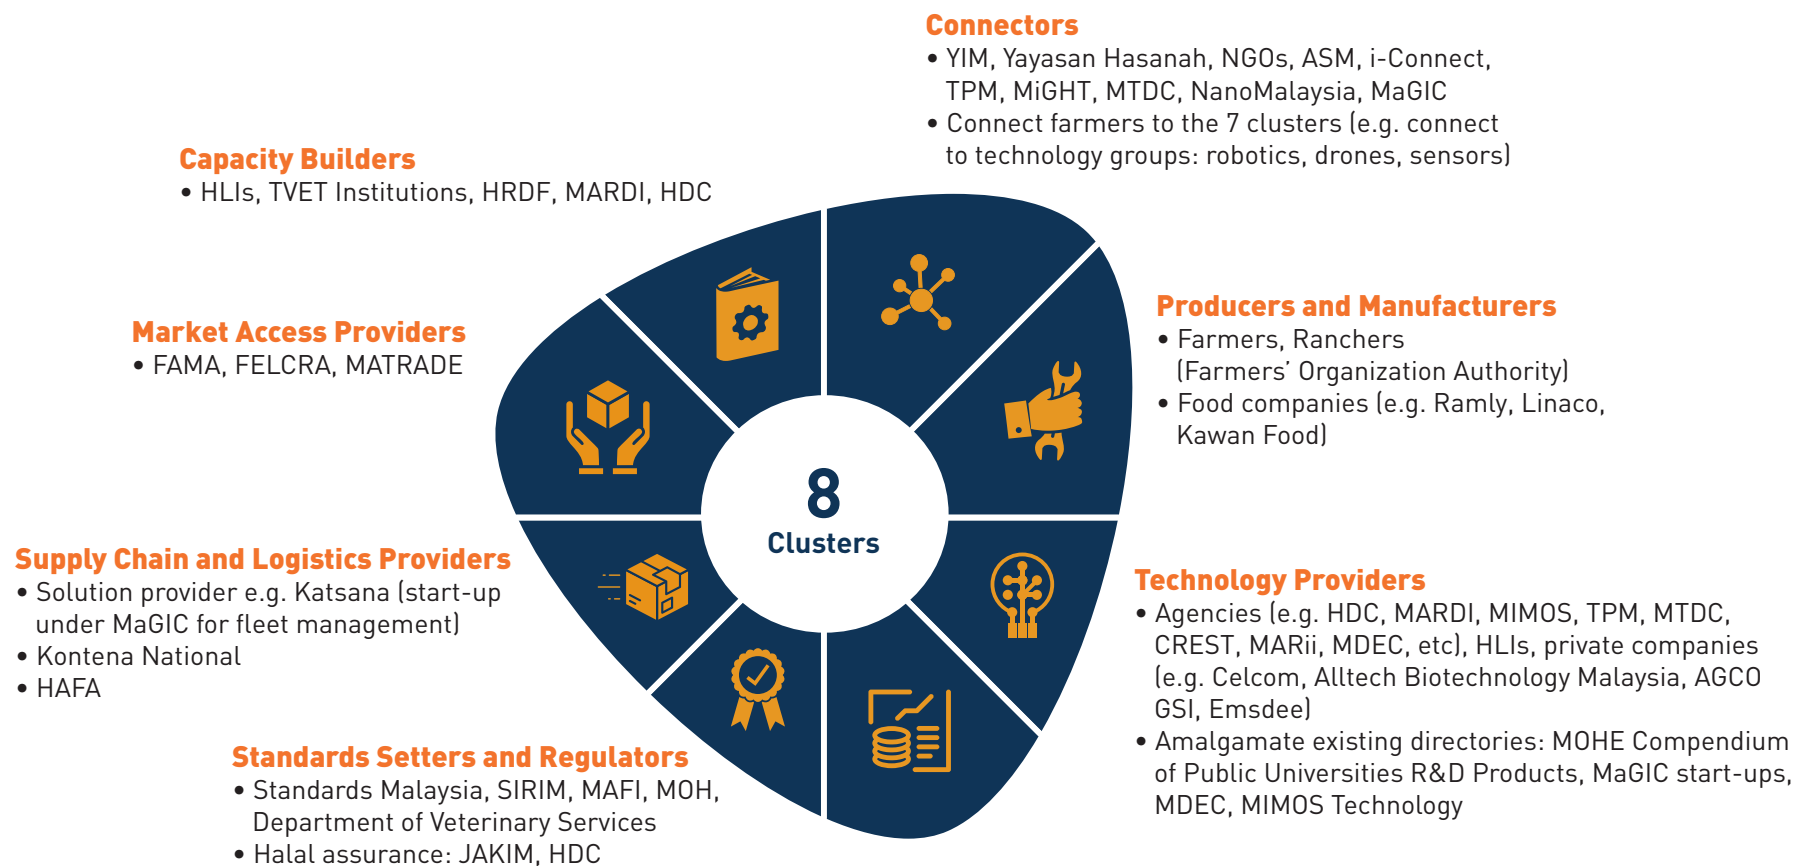 Connectors
• YIM, Yayasan Hasanah, NGOs, ASM, i-Connect,
TPM, MiGHT, MTDC, NanoMalaysia, MaGIC
• Connect farmers to the 7 clusters (e.g. connect
to technology groups: robotics, drones, sensors)
Capacity Builders
• HLIs, TVET Institutions, HRDF, MARDI, HDC
Producers and Manufacturers
• Farmers, Ranchers
(Farmers’ Organization Authority)
• Food companies (e.g. Ramly, Linaco,
Kawan Food)
Market Access Providers
• FAMA, FELCRA, MATRADE
8
Clusters
Supply Chain and Logistics Providers
• Solution provider e.g. Katsana (start-up
under MaGIC for fleet management)
• Kontena National
• HAFA
Technology Providers
• Agencies (e.g. HDC, MARDI, MIMOS, TPM, MTDC,
CREST, MARii, MDEC, etc), HLIs, private companies
(e.g. Celcom, Alltech Biotechnology Malaysia, AGCO
GSI, Emsdee)
• Amalgamate existing directories: MOHE Compendium
of Public Universities R&D Products, MaGIC start-ups,
MDEC, MIMOS Technology
Standards Setters and Regulators
• Standards Malaysia, SIRIM, MAFI, MOH,
Department of Veterinary Services
• Halal assurance: JAKIM, HDC